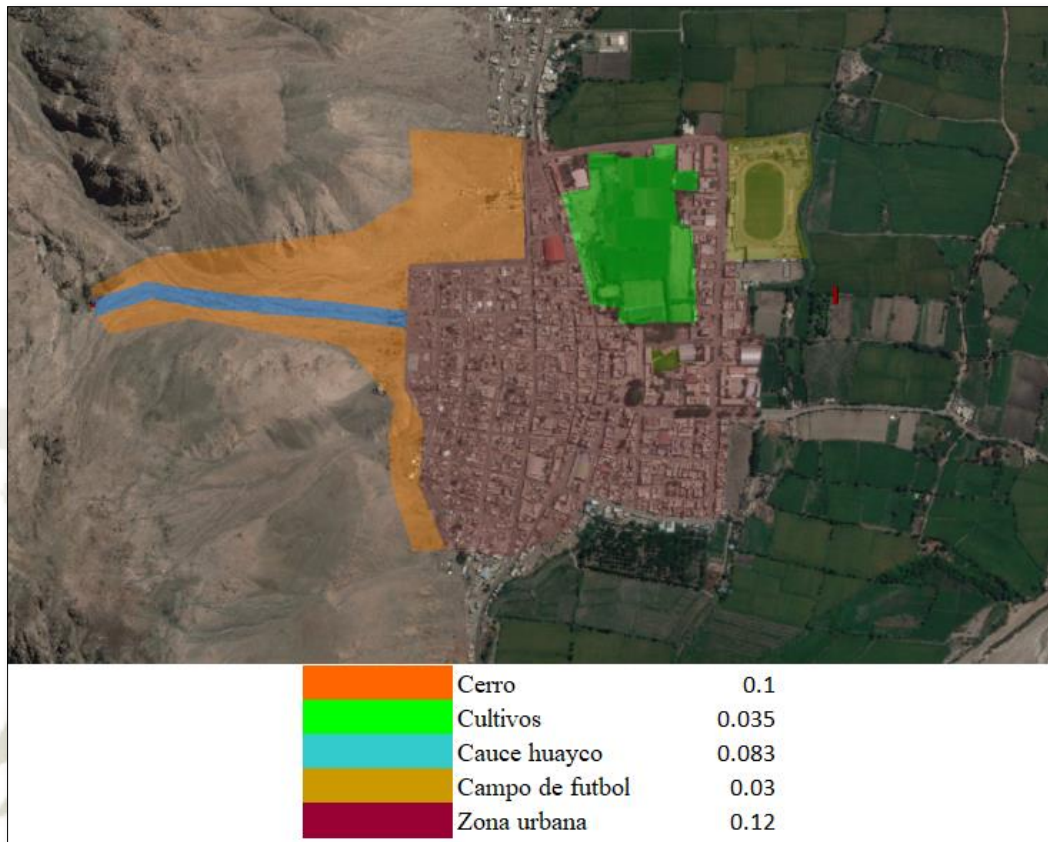 Cerro 0.1
Cultivos 0.035
Cauce huayco 0.083
Campo de futbol 0.03
Zona urbana 0.12